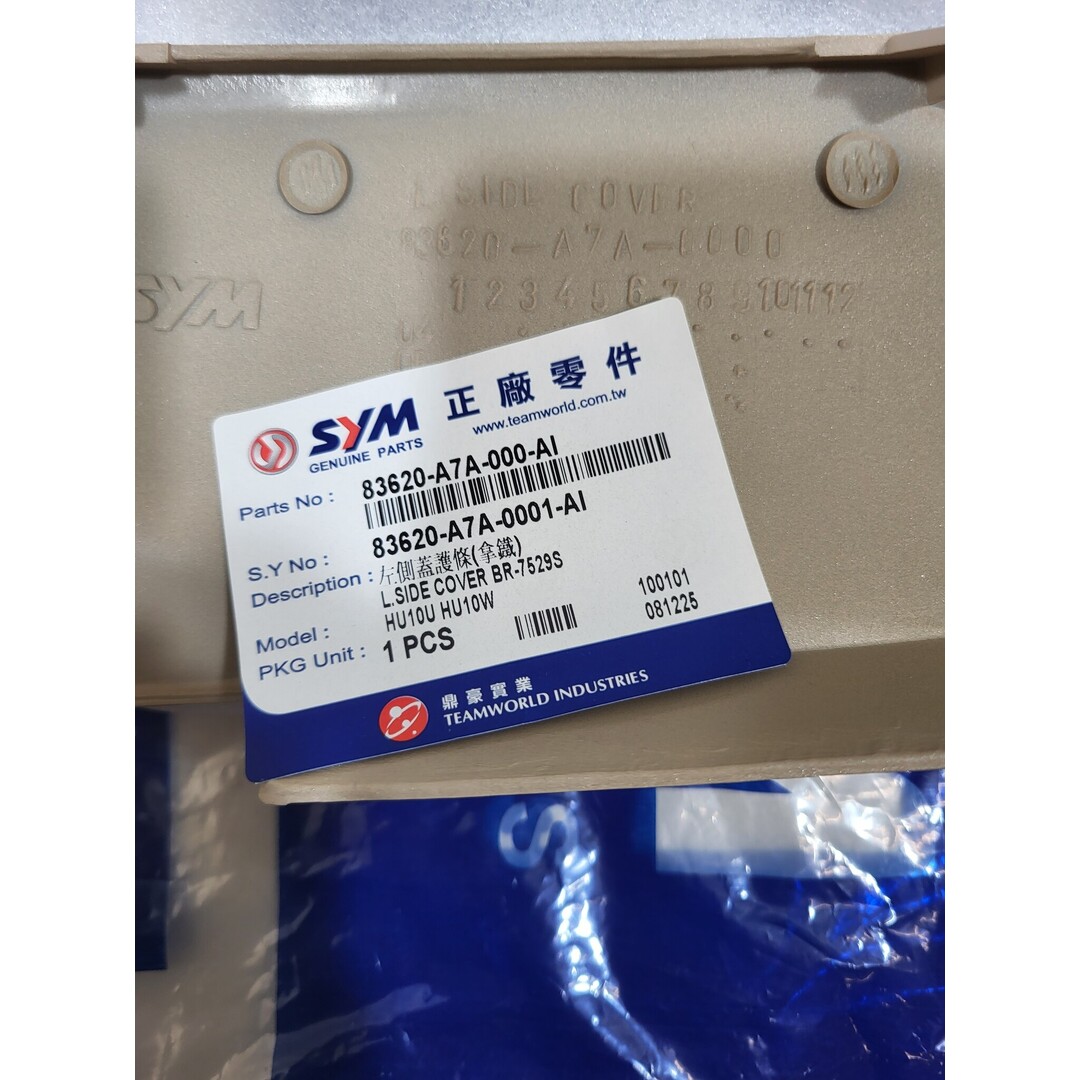 L SIDE COVER
83620-A7A-0000
1 2 3 4 5 6 7 8 9 10 11 12
SYM
14
SYM 正廠零件
GENUINE PARTS
www.teamworld.com.tw
Parts No : 83620-A7A-000-AI
S.Y No : 83620-A7A-0001-AI
Description : 左側蓋護條(拿鐵)
L.SIDE COVER BR-7529S
Model : HU10U HU10W
100101
PKG Unit : 1 PCS
081225
鼎豪實業
TEAMWORLD INDUSTRIES
S